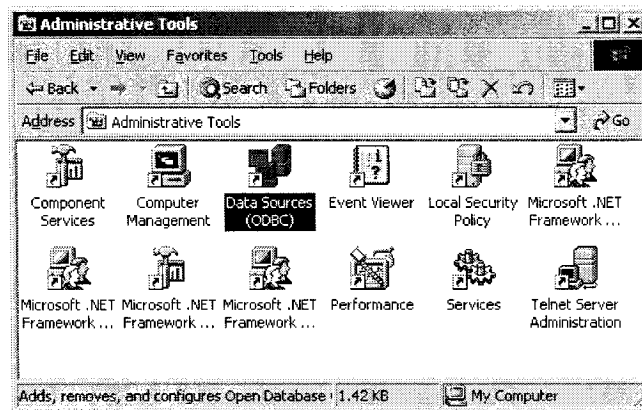 Administrative Tools
File Edit View Favorites Tools Help
Back Search Folders
Address Administrative Tools Go
Component Services
Computer Management
Data Sources (ODBC)
Event Viewer
Local Security Policy
Microsoft .NET Framework ...
Microsoft .NET Framework ...
Microsoft .NET Framework ...
Microsoft .NET Framework ...
Performance
Services
Telnet Server Administration
Adds, removes, and configures Open Database 1.42 KB My Computer